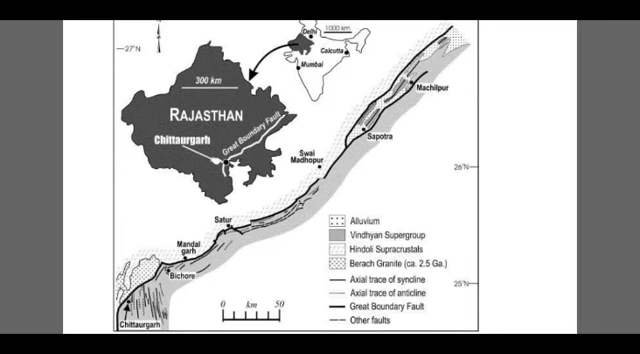 27°N
1000 km
Delhi
Calcutta
Mumbai
300 km
RAJASTHAN
Chittaurgarh
Great Boundary Fault
Machilpur
Sapotra
Swai
Madhopur
26°N
Satur
Mandal
garh
Bichore
Chittaurgarh
0 km 50
25°N
Alluvium
Vindhyan Supergroup
Hindoli Supracrustals
Berach Granite (ca. 2.5 Ga.)
Axial trace of syncline
Axial trace of anticline
Great Boundary Fault
Other faults